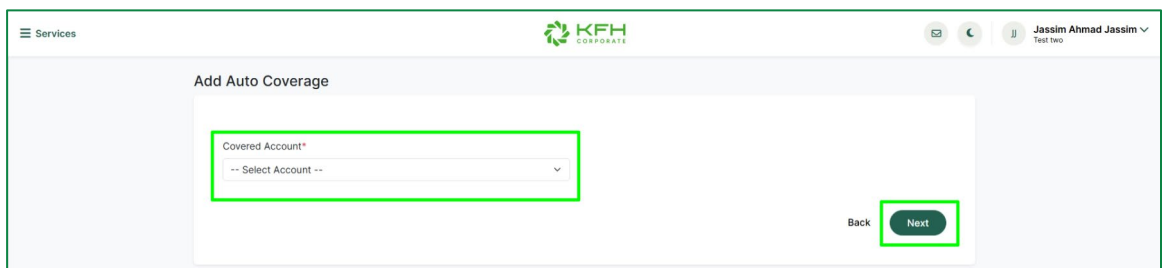 Services
KFH
CORPORATE
JJ
Jassim Ahmad Jassim
Test two
Add Auto Coverage
Covered Account*
-- Select Account --
Back
Next